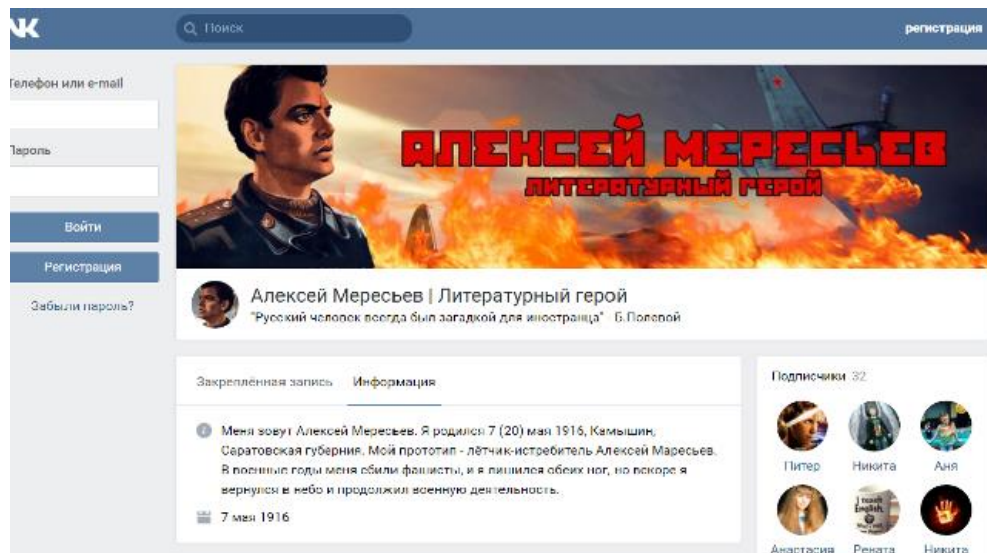 Поиск
регистрация
Телефон или e-mail
Пароль
Войти
Регистрация
Забыли пароль?
АЛЕКСЕЙ МЕРЕСЬЕВ
ЛИТЕРАТУРНЫЙ ГЕРОЙ
Алексей Мересьев | Литературный герой
"Русский человек всегда был загадкой для иностранца" Б.Полевой
Закреплённая запись Информация
Меня зовут Алексей Мересьев. Я родился 7 (20) мая 1916, Камышин,
Саратовская губерния. Мой прототип - лётчик-истребитель Алексей Маресьев.
В военные годы меня сбили фашисты, и я лишился обеих ног, но вскоре я
вернулся в небо и продолжил военную деятельность.
7 мая 1916
Подписчики 32
Питер Никита Аня
I teach
English.
Анастасия Рената Никита